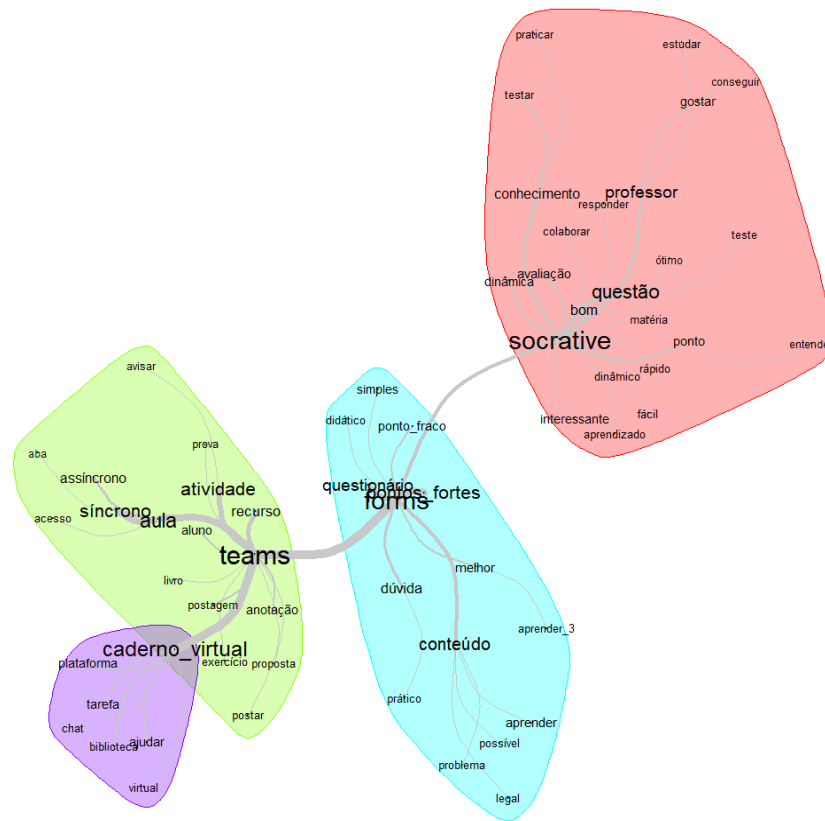 praticar
estudar
conseguir
testar
gostar
conhecimento
professor
responder
colaborar
teste
ótimo
dinâmica
avaliação
questão
bom
matéria
socrative
ponto
entende
rápido
dinâmico
interessante
fácil
aprendizado
avisar
simples
didático
ponto_fraco
prova
aba
assíncrono
atividade
questionário
pontos_fortes
forms
acesso
síncrono
aula
recurso
aluno
teams
livro
dúvida
melhor
postagem
anotação
aprender_3
caderno_virtual
conteúdo
plataforma
exercício
proposta
prático
tarefa
postar
aprender
chat
biblioteca
ajudar
possível
problema
virtual
legal